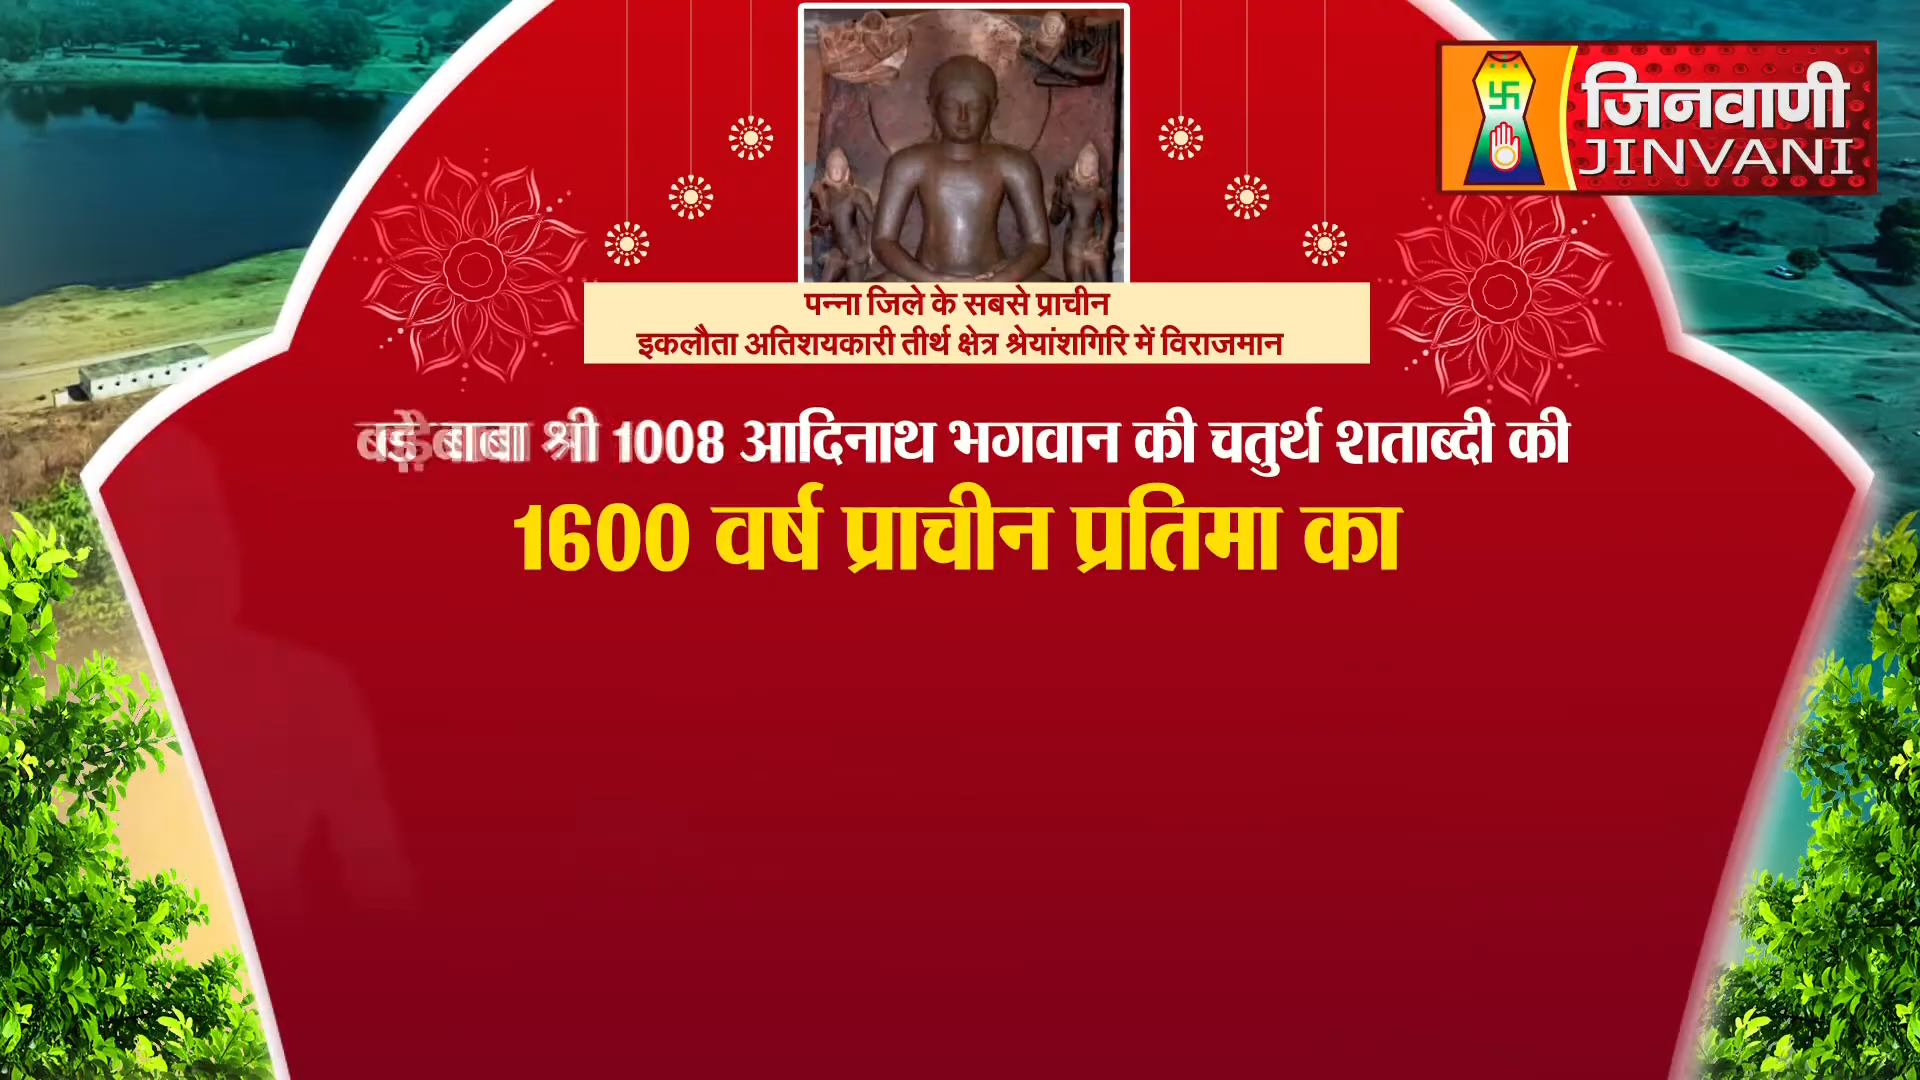 जिनवाणी
JINVANI
पन्ना जिले के सबसे प्राचीन
इकलौता अतिशयकारी तीर्थ क्षेत्र श्रेयांशगिरि में विराजमान
बड़े बाबा श्री 1008 आदिनाथ भगवान की चतुर्थ शताब्दी की
1600 वर्ष प्राचीन प्रतिमा का